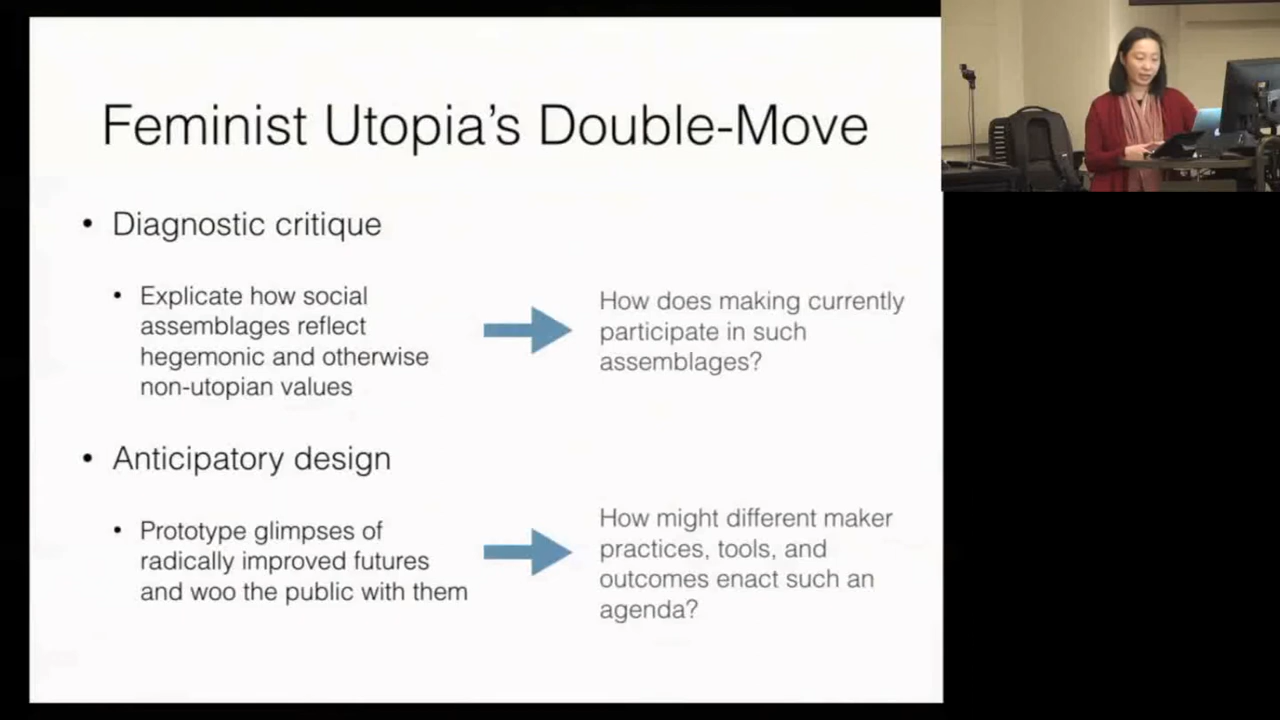 Feminist Utopia's Double-Move
• Diagnostic critique
• Explicate how social
assemblages reflect
hegemonic and otherwise
non-utopian values
How does making currently
participate in such
assemblages?
• Anticipatory design
• Prototype glimpses of
radically improved futures
and woo the public with them
How might different maker
practices, tools, and
outcomes enact such an
agenda?